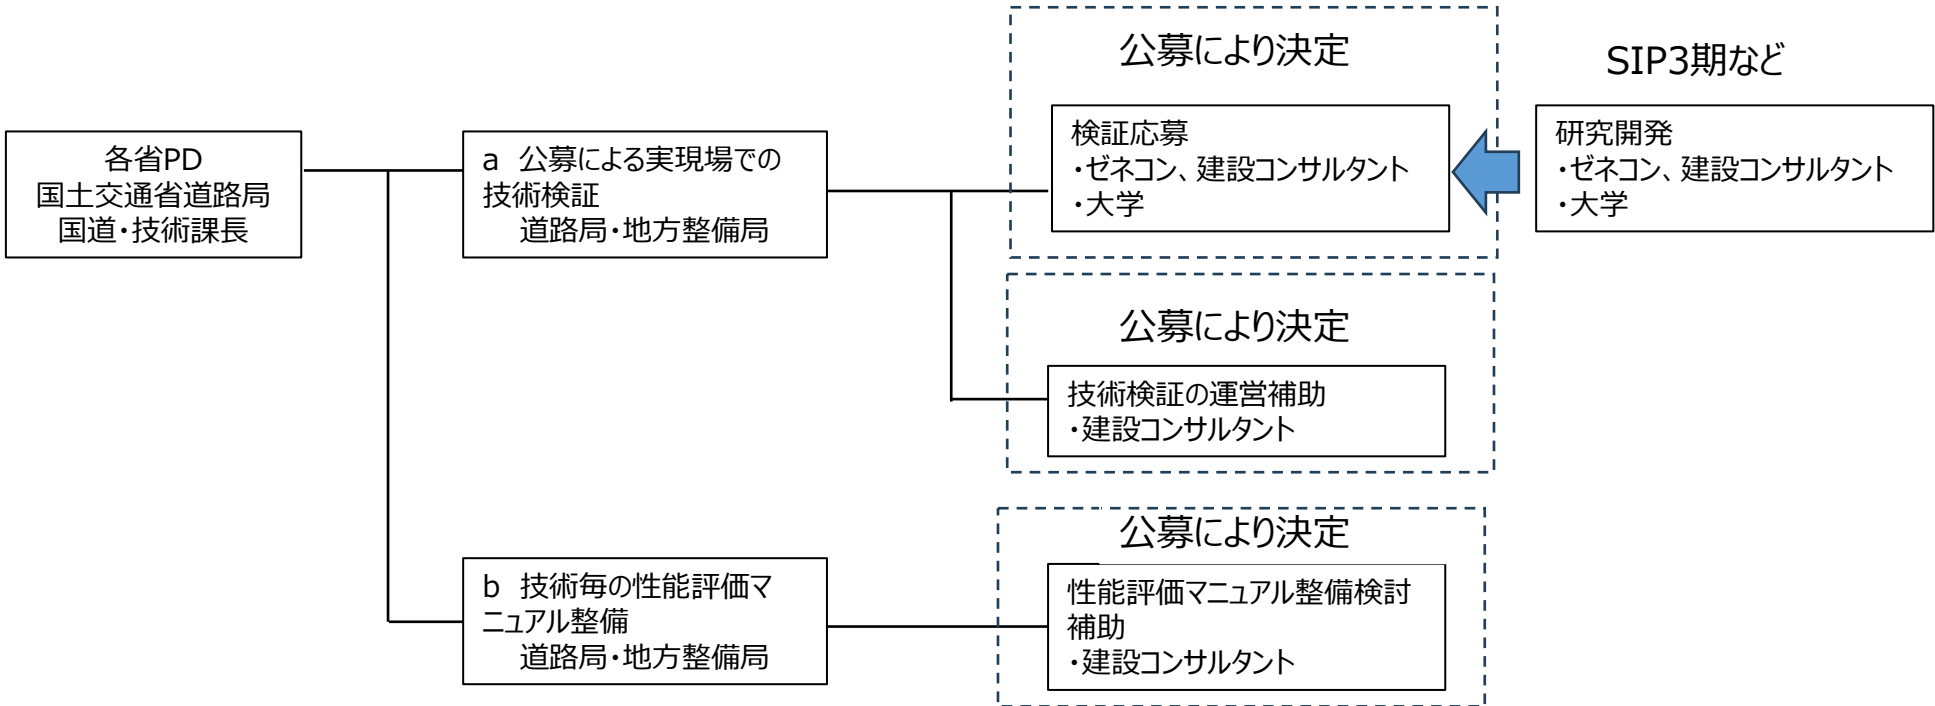 各省PD
国土交通省道路局
国道・技術課長
a 公募による実現場での
技術検証
道路局・地方整備局
公募により決定
検証応募
・ゼネコン、建設コンサルタント
・大学
SIP3期など
研究開発
・ゼネコン、建設コンサルタント
・大学
公募により決定
技術検証の運営補助
・建設コンサルタント
b 技術毎の性能評価マ
ニュアル整備
道路局・地方整備局
公募により決定
性能評価マニュアル整備検討
補助
・建設コンサルタント